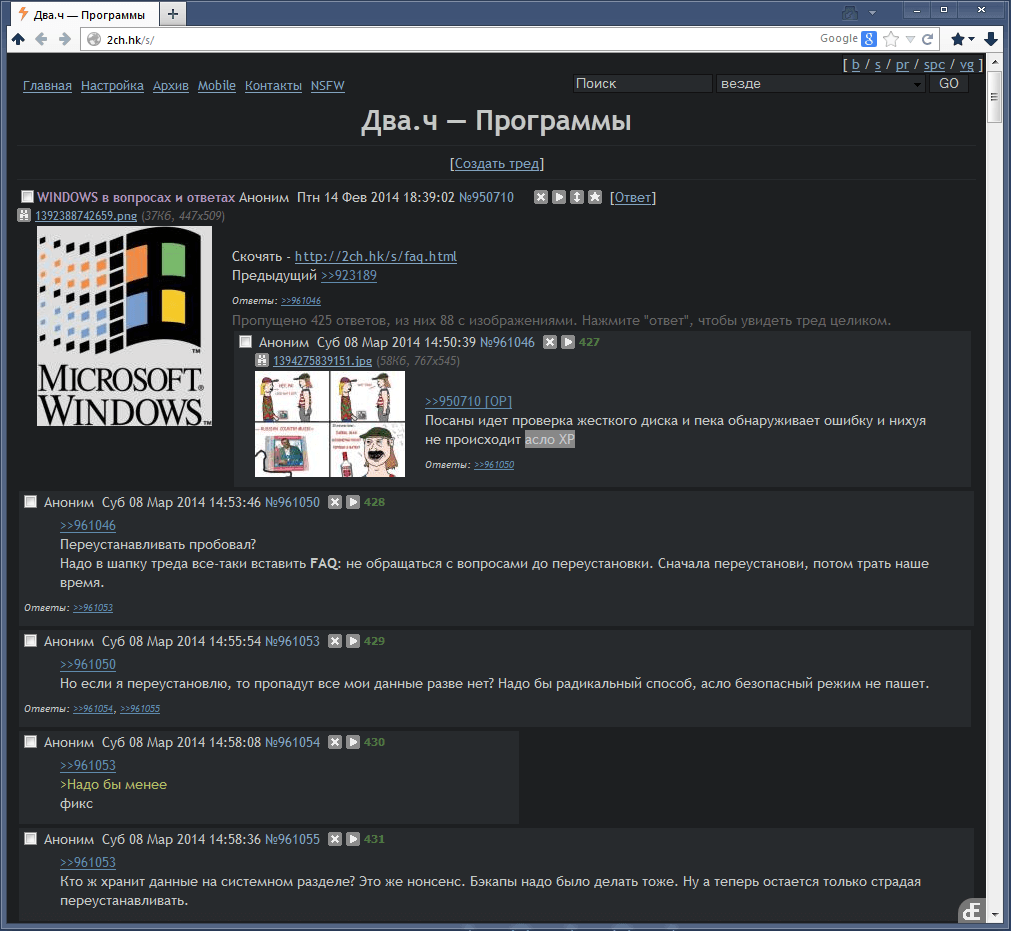 Два.ч — Программы
2ch.hk/s/
Google
[ b / s / pr / spc / vg ]
Главная Настройка Архив Mobile Контакты NSFW
Поиск везде GO
Два.ч — Программы
[Создать тред]
WINDOWS в вопросах и ответах Аноним Птн 14 Фев 2014 18:39:02 №950710 [Ответ]
1392388742659.png (37Кб, 447x509)
MICROSOFT®
WINDOWS™
Скочять - http://2ch.hk/s/faq.html
Предыдущий >>923189
Ответы: >>961046
Пропущено 425 ответов, из них 88 с изображениями. Нажмите "ответ", чтобы увидеть тред целиком.
Аноним Суб 08 Мар 2014 14:50:39 №961046 427
1394275839151.jpg (58Кб, 767x545)
>>950710 [OP]
Посаны идет проверка жесткого диска и пека обнаруживает ошибку и нихуя
не происходит асло ХР
Ответы: >>961050
Аноним Суб 08 Мар 2014 14:53:46 №961050 428
>>961046
Переустанавливать пробовал?
Надо в шапку треда все-таки вставить FAQ: не обращаться с вопросами до переустановки. Сначала переустанови, потом трать наше
время.
Ответы: >>961053
Аноним Суб 08 Мар 2014 14:55:54 №961053 429
>>961050
Но если я переустановлю, то пропадут все мои данные разве нет? Надо бы радикальный способ, асло безопасный режим не пашет.
Ответы: >>961054, >>961055
Аноним Суб 08 Мар 2014 14:58:08 №961054 430
>>961053
>Надо бы менее
фикс
Аноним Суб 08 Мар 2014 14:58:36 №961055 431
>>961053
Кто ж хранит данные на системном разделе? Это же нонсенс. Бэкапы надо было делать тоже. Ну а теперь остается только страдая
переустанавливать.